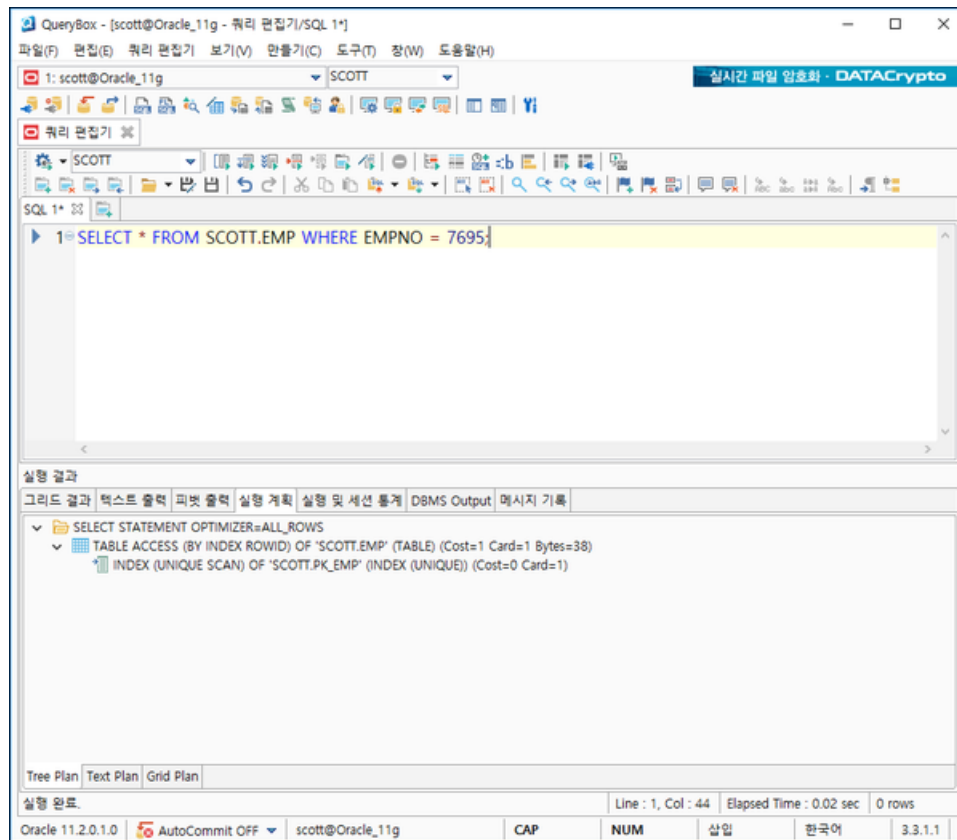 QueryBox - [scott@Oracle_11g - 쿼리 편집기/SQL 1*]
파일(F) 편집(E) 쿼리 편집기 보기(V) 만들기(C) 도구(T) 창(W) 도움말(H)
1: scott@Oracle_11g SCOTT 실시간 파일 암호화 · DATACrypto
쿼리 편집기
SCOTT
SQL 1*
1 SELECT * FROM SCOTT.EMP WHERE EMPNO = 7695;
실행 결과
그리드 결과 텍스트 출력 피벗 출력 실행 계획 실행 및 세션 통계 DBMS Output 메시지 기록
SELECT STATEMENT OPTIMIZER=ALL_ROWS
TABLE ACCESS (BY INDEX ROWID) OF 'SCOTT.EMP' (TABLE) (Cost=1 Card=1 Bytes=38)
INDEX (UNIQUE SCAN) OF 'SCOTT.PK_EMP' (INDEX (UNIQUE)) (Cost=0 Card=1)
Tree Plan Text Plan Grid Plan
실행 완료. Line : 1, Col : 44 Elapsed Time : 0.02 sec 0 rows
Oracle 11.2.0.1.0 AutoCommit OFF scott@Oracle_11g CAP NUM 삽입 한국어 3.3.1.1